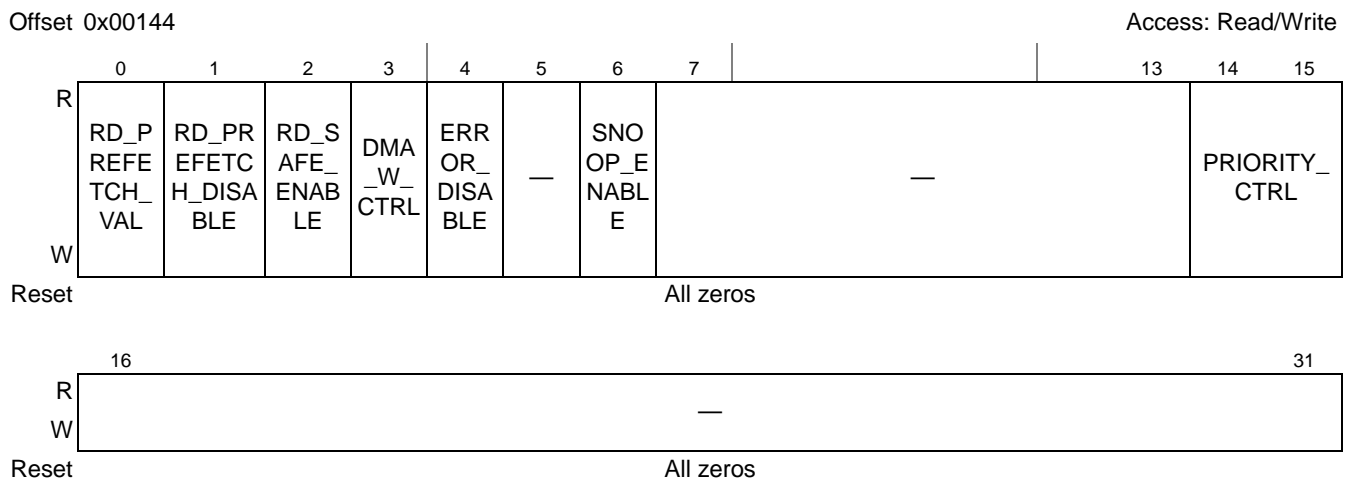 Offset 0x00144 Access: Read/Write
0 1 2 3 4 5 6 7 13 14 15
R
RD_P RD_PR RD_S DMA ERR — SNO — PRIORITY_
REFE EFETC AFE_ _W_ OR_ OP_E CTRL
TCH_ H_DISA ENAB CTRL DISA NABL
VAL BLE LE BLE E
W
Reset All zeros
16 31
R
—
W
Reset All zeros